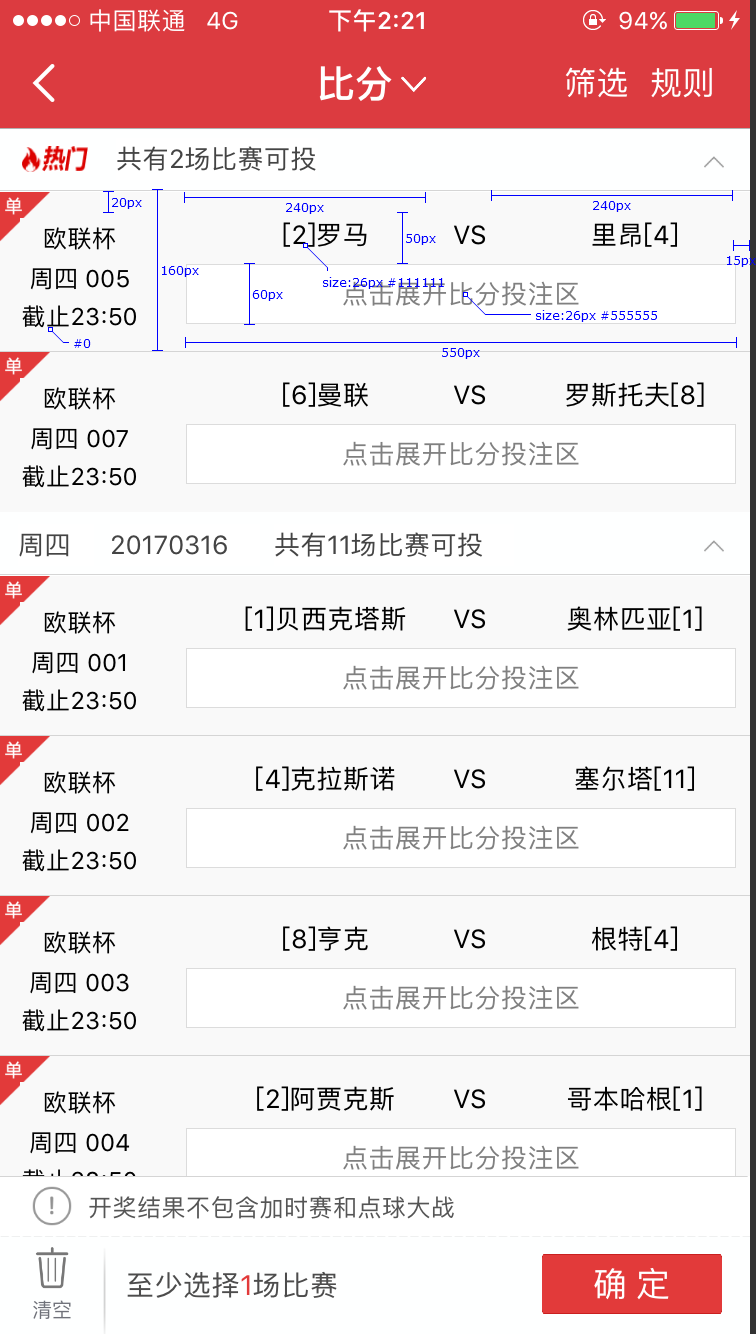 中国联通 4G 下午2:21 94%
比分 筛选 规则
热门 共有2场比赛可投
单 20px 240px 240px
欧联杯 [2]罗马 50px VS 里昂[4] 15px
周四 005 160px 60px size:26px #111111
点击展开比分投注区
截止23:50 size:26px #555555
#0 550px
单
欧联杯 [6]曼联 VS 罗斯托夫[8]
周四 007 点击展开比分投注区
截止23:50
周四 20170316 共有11场比赛可投
单
欧联杯 [1]贝西克塔斯 VS 奥林匹亚[1]
周四 001 点击展开比分投注区
截止23:50
单
欧联杯 [4]克拉斯诺 VS 塞尔塔[11]
周四 002 点击展开比分投注区
截止23:50
单
欧联杯 [8]亨克 VS 根特[4]
周四 003 点击展开比分投注区
截止23:50
单
欧联杯 [2]阿贾克斯 VS 哥本哈根[1]
周四 004 点击展开比分投注区
开奖结果不包含加时赛和点球大战
清空 至少选择1场比赛 确定